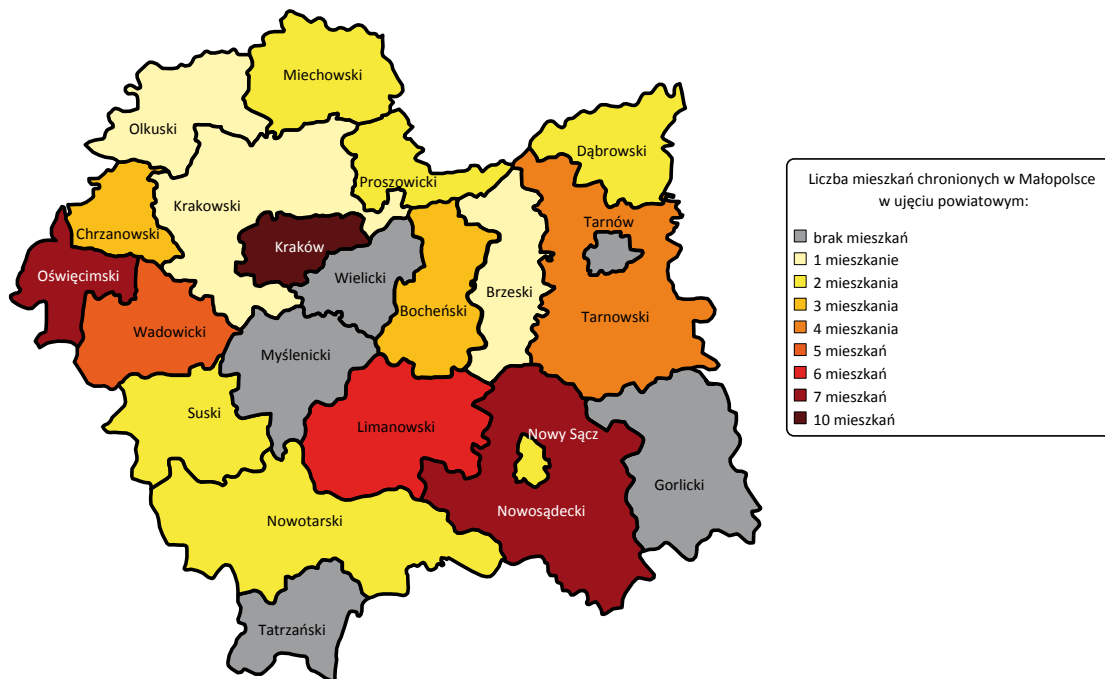 Miechowski
Olkuski
Dąbrowski
Proszowicki
Krakowski
Chrzanowski
Tarnów
Kraków
Oświęcimski
Wielicki
Brzeski
Bocheński
Tarnowski
Wadowicki
Myślenicki
Suski
Limanowski
Nowy Sącz
Gorlicki
Nowosądecki
Nowotarski
Tatrzański
Liczba mieszkań chronionych w Małopolsce
w ujęciu powiatowym:
brak mieszkań
1 mieszkanie
2 mieszkania
3 mieszkania
4 mieszkania
5 mieszkań
6 mieszkań
7 mieszkań
10 mieszkań